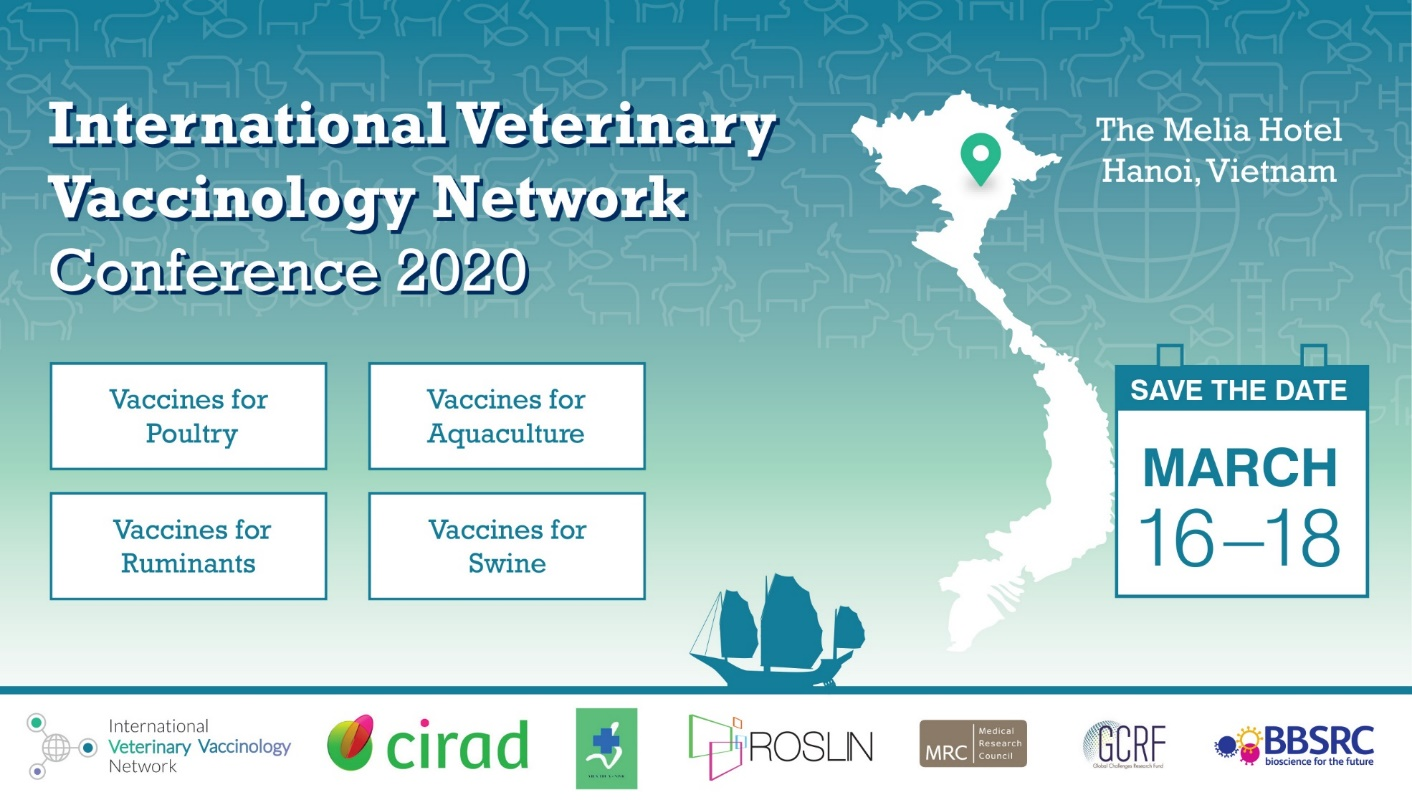 International Veterinary
Vaccinology Network
Conference 2020
The Melia Hotel
Hanoi, Vietnam
Vaccines for
Poultry
Vaccines for
Aquaculture
Vaccines for
Ruminants
Vaccines for
Swine
SAVE THE DATE
MARCH
16–18
International
Veterinary Vaccinology
Network
cirad
ROSLIN
MRC
Medical
Research
Council
GCRF
Global Challenges Research Fund
BBSRC
bioscience for the future